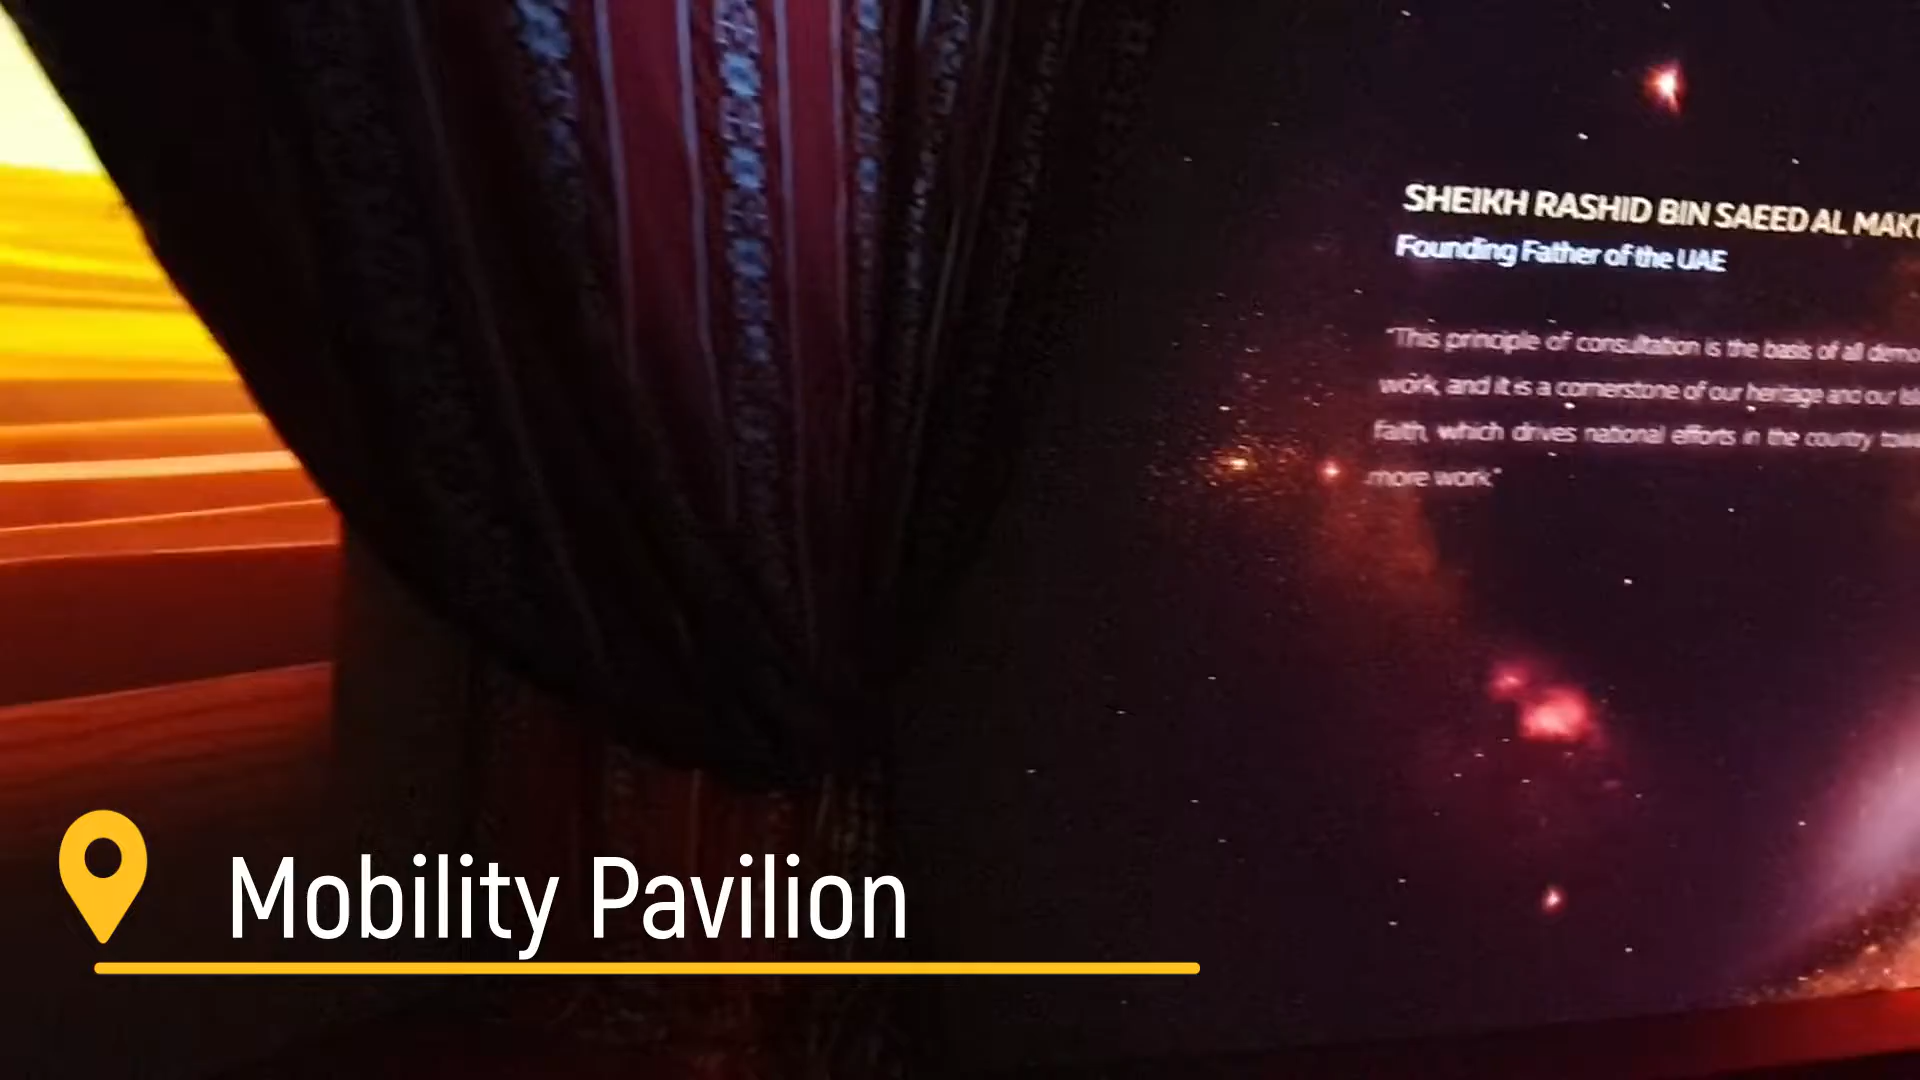 SHEIKH RASHID BIN SAEED AL
Founding Father of the UAE
"This principle of consultation is the basis of all
work, and it is a cornerstone of our heritage and our
faith, which drives national efforts in the country
more work."
Mobility Pavilion